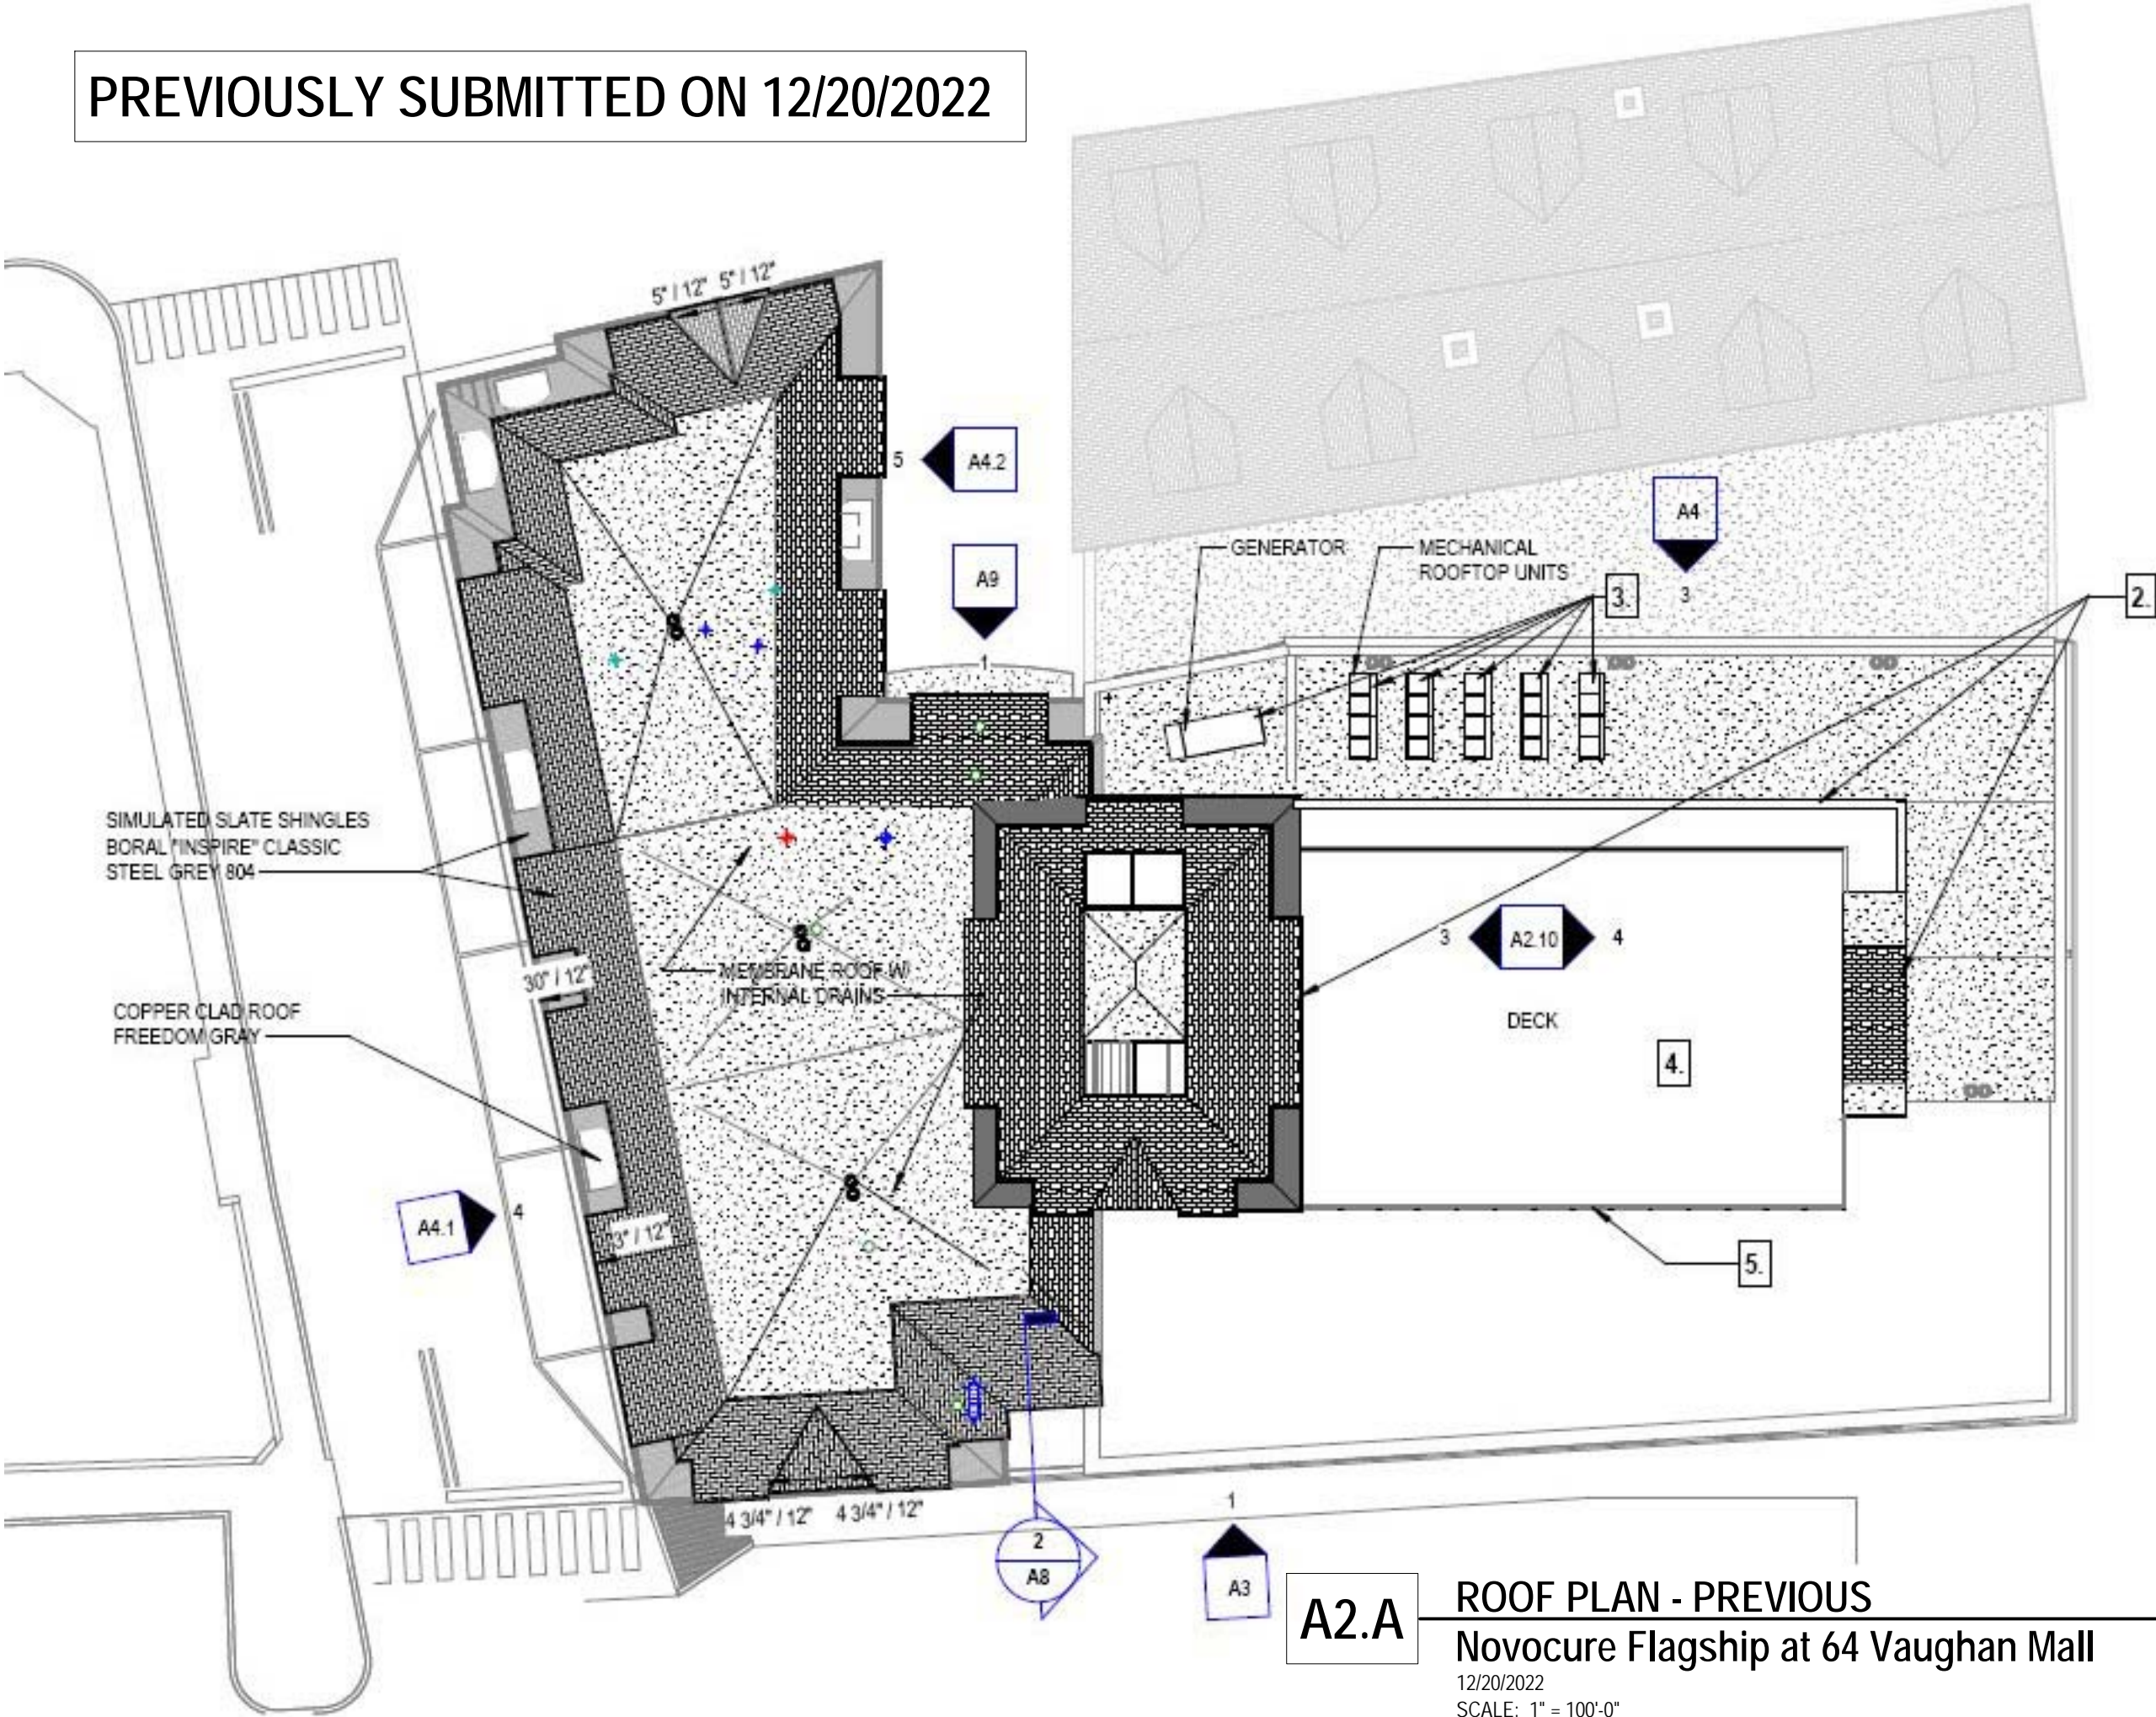 PREVIOUSLY SUBMITTED ON 12/20/2022
5" / 12" 5" / 12"
5
A4.2
A9
1
GENERATOR
MECHANICAL
ROOFTOP UNITS
A4
3
3.
2.
SIMULATED SLATE SHINGLES
BORAL "INSPIRE" CLASSIC
STEEL GREY 804
30" / 12"
MEMBRANE ROOF W/
INTERNAL DRAINS
COPPER CLAD ROOF
FREEDOM GRAY
3
A2.10
4
DECK
4.
A4.1
4
3" / 12"
5.
4 3/4" / 12" 4 3/4" / 12"
2
A8
1
A3
A2.A
ROOF PLAN - PREVIOUS
Novocure Flagship at 64 Vaughan Mall
12/20/2022
SCALE: 1" = 100'-0"